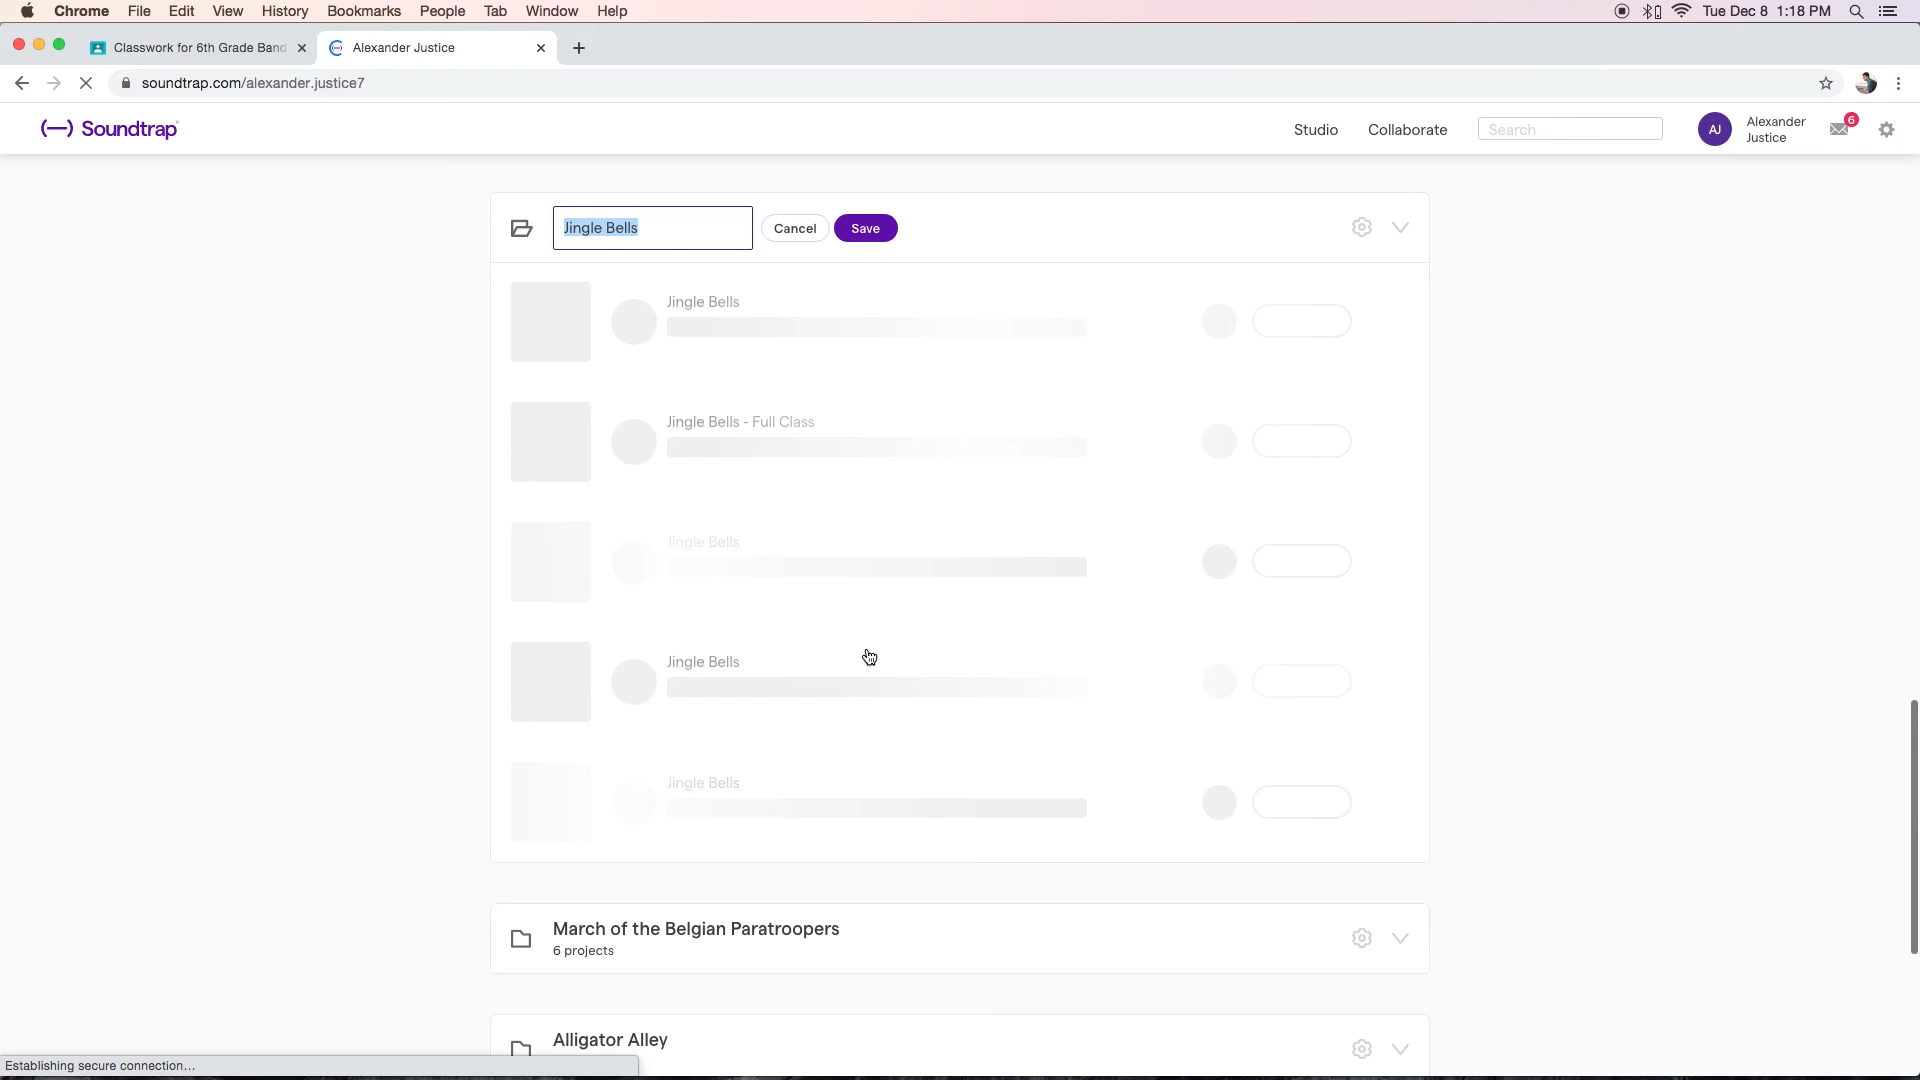 Chrome File Edit View History Bookmarks People Tab Window Help Tue Dec 8 1:18 PM
Classwork for 6th Grade Band Alexander Justice
soundtrap.com/alexander.justice7
(—) Soundtrap Studio Collaborate Search AJ Alexander Justice 6
Jingle Bells Cancel Save
Jingle Bells
Jingle Bells - Full Class
Jingle Bells
Jingle Bells
Jingle Bells
March of the Belgian Paratroopers
6 projects
Alligator Alley
Establishing secure connection...